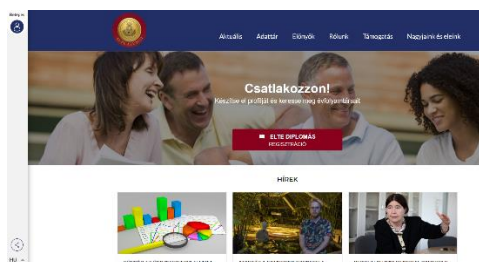 Aktuális Adattár Előnyök Rólunk Támogatás Nagyjaink és eleink
Csatlakozzon!
Készítse el profilját és keresse meg évfolyamtársait
ELTE DIPLOMÁS
REGISZTRÁCIÓ
HÍREK
HU